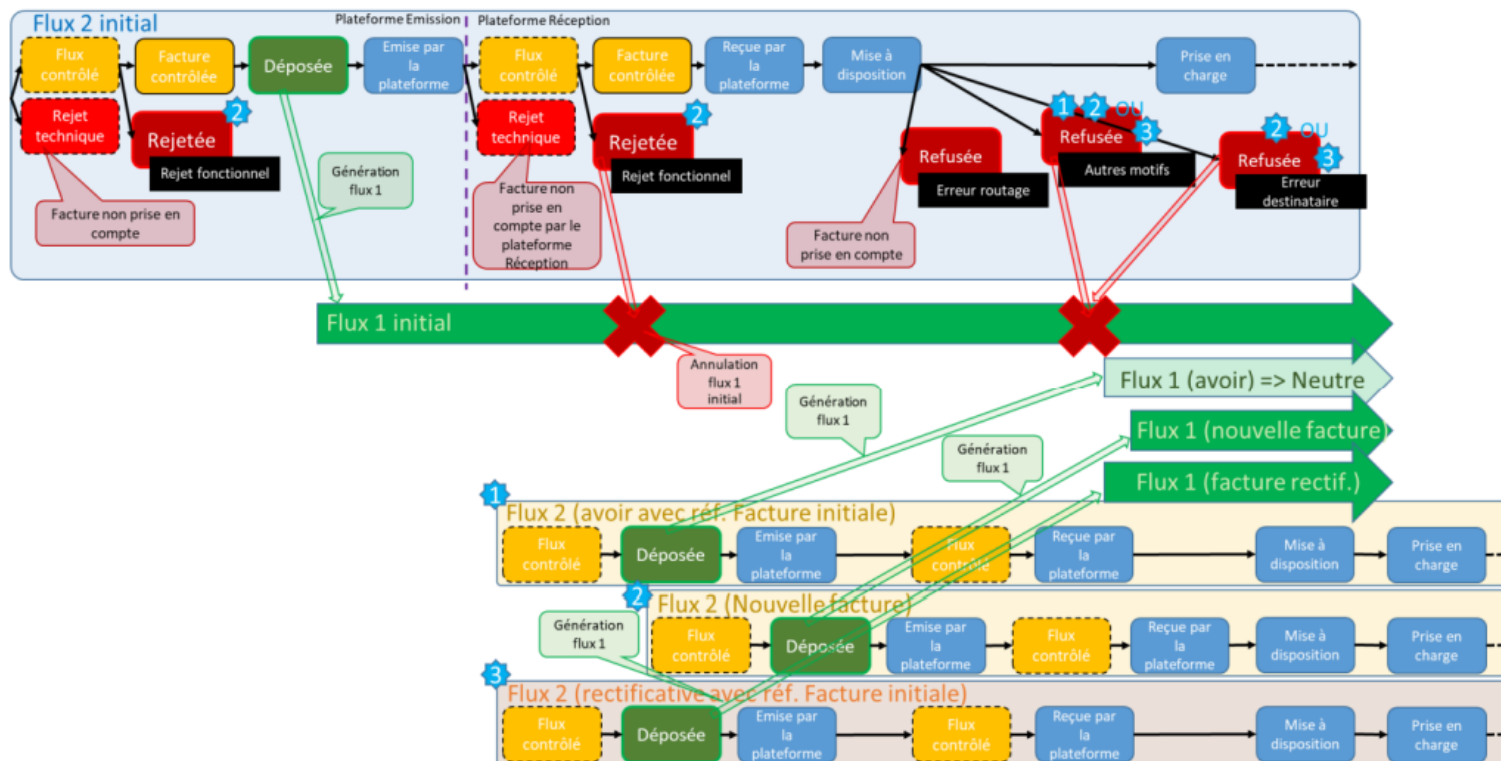 Flux 2 initial
Plateforme Emission
Plateforme Réception
Flux
contrôlé
Facture
contrôlée
Déposée
Emise par
la
plateforme
Flux
contrôlé
Facture
contrôlée
Reçue par
la
plateforme
Mise à
disposition
Prise en
charge
Rejet
technique
2
Rejetée
Rejet fonctionnel
Génération
flux 1
Facture non prise en
compte
Rejet
technique
2
Rejetée
Rejet fonctionnel
Facture non
prise en
compte par le
plateforme
Réception
Refusée
Erreur routage
Facture non
prise en compte
1 2 OU
3
Refusée
Autres motifs
2 OU
3
Refusée
Erreur
destinataire
Flux 1 initial
Annulation
flux 1
initial
Génération
flux 1
Génération
flux 1
Flux 1 (avoir) => Neutre
Flux 1 (nouvelle facture)
Flux 1 (facture rectif.)
1
Flux 2 (avoir avec réf. Facture initiale)
Flux
contrôlé
Déposée
Emise par
la
plateforme
Flux
contrôlé
Reçue par
la
plateforme
Mise à
disposition
Prise en
charge
2
Flux 2 (Nouvelle facture)
Génération
flux 1
Flux
contrôlé
Déposée
Emise par
la
plateforme
Flux
contrôlé
Reçue par
la
plateforme
Mise à
disposition
Prise en
charge
3
Flux 2 (rectificative avec réf. Facture initiale)
Flux
contrôlé
Déposée
Emise par
la
plateforme
Flux
contrôlé
Reçue par
la
plateforme
Mise à
disposition
Prise en
charge